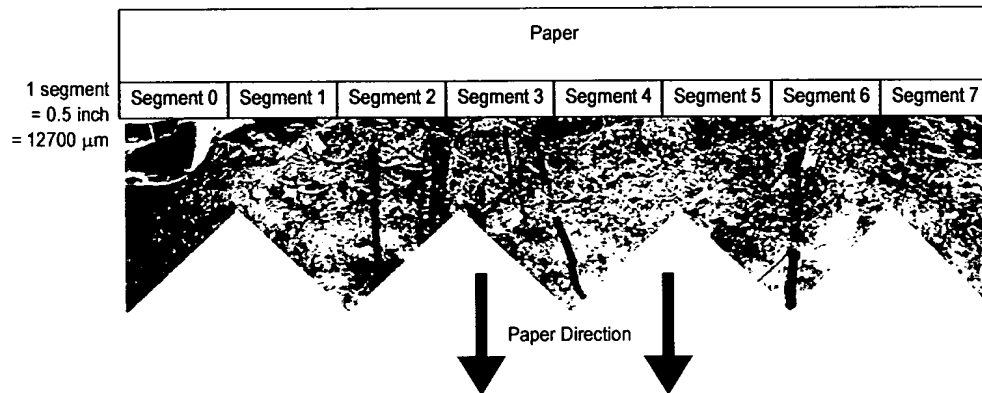 Paper
1 segment
= 0.5 inch
= 12700 μm
Segment 0 Segment 1 Segment 2 Segment 3 Segment 4 Segment 5 Segment 6 Segment 7
Paper Direction